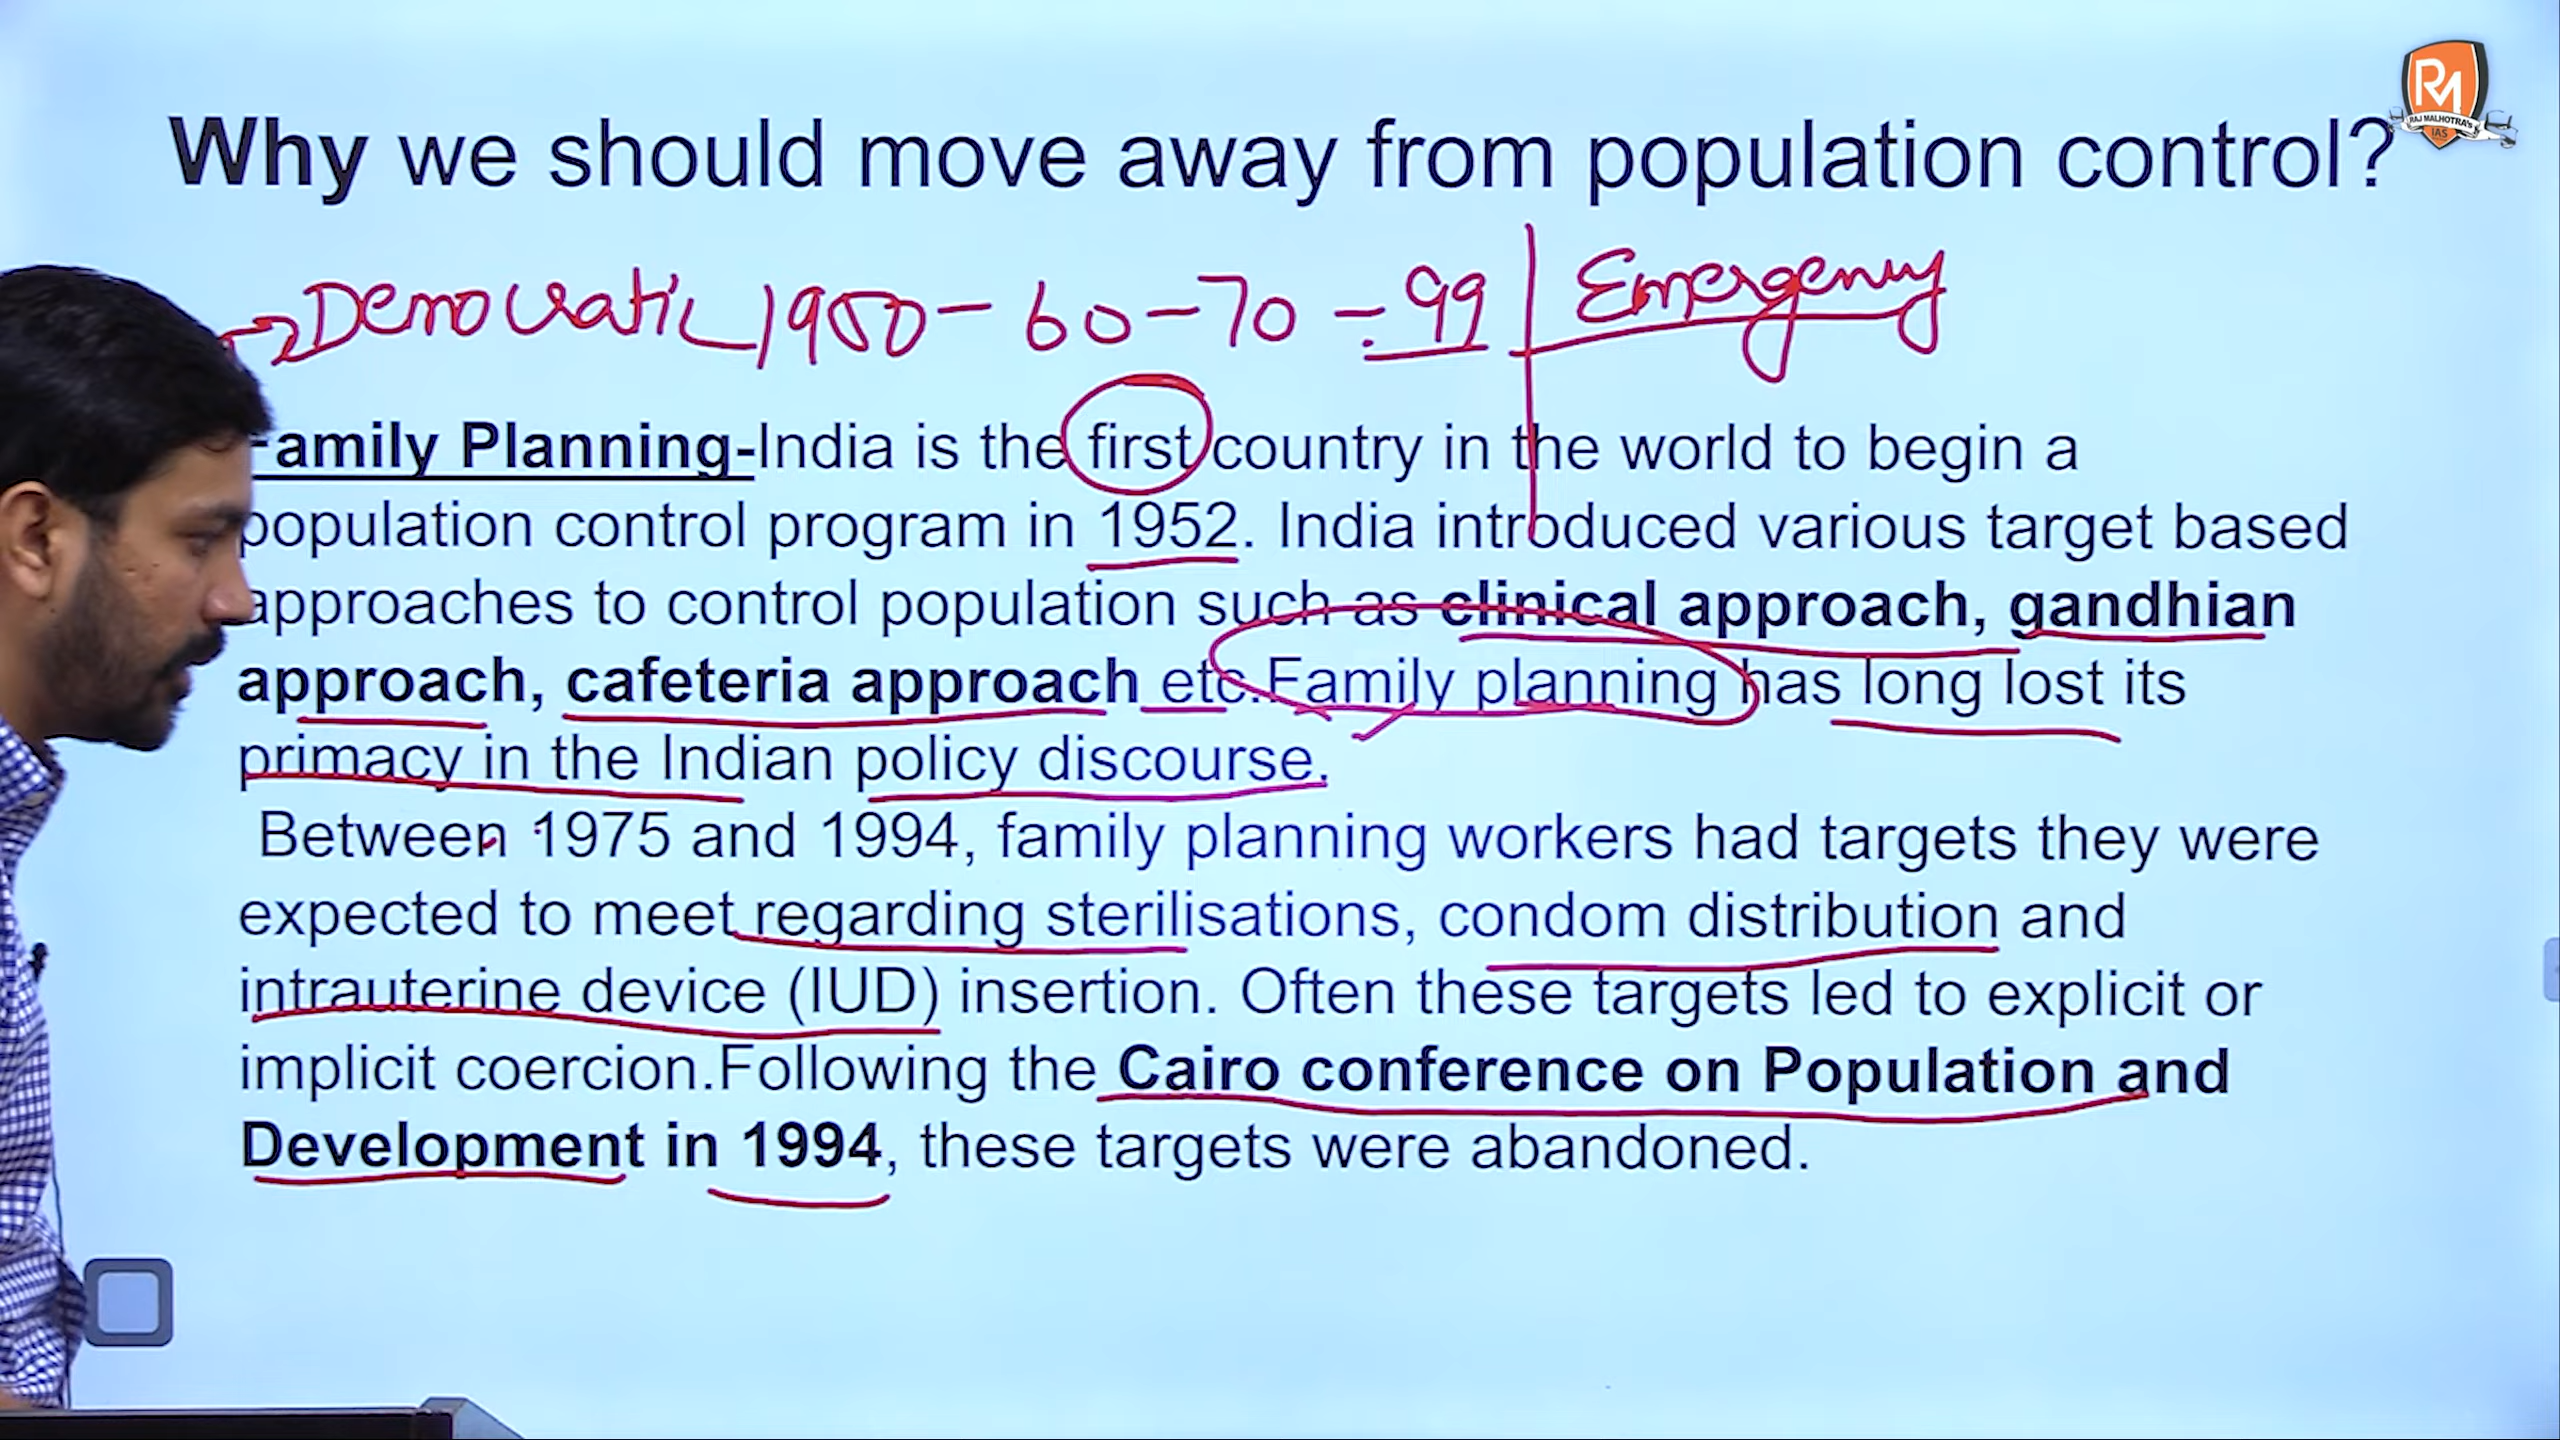 Why we should move away from population control?
RM
RAJ MALHOTRA's
IAS
Democratic 1950 - 60 - 70 - 99 Emergency
Family Planning-India is the first country in the world to begin a
population control program in 1952. India introduced various target based
approaches to control population such as clinical approach, gandhian
approach, cafeteria approach etc.Family planning has long lost its
primacy in the Indian policy discourse.
Between 1975 and 1994, family planning workers had targets they were
expected to meet regarding sterilisations, condom distribution and
intrauterine device (IUD) insertion. Often these targets led to explicit or
implicit coercion.Following the Cairo conference on Population and
Development in 1994, these targets were abandoned.